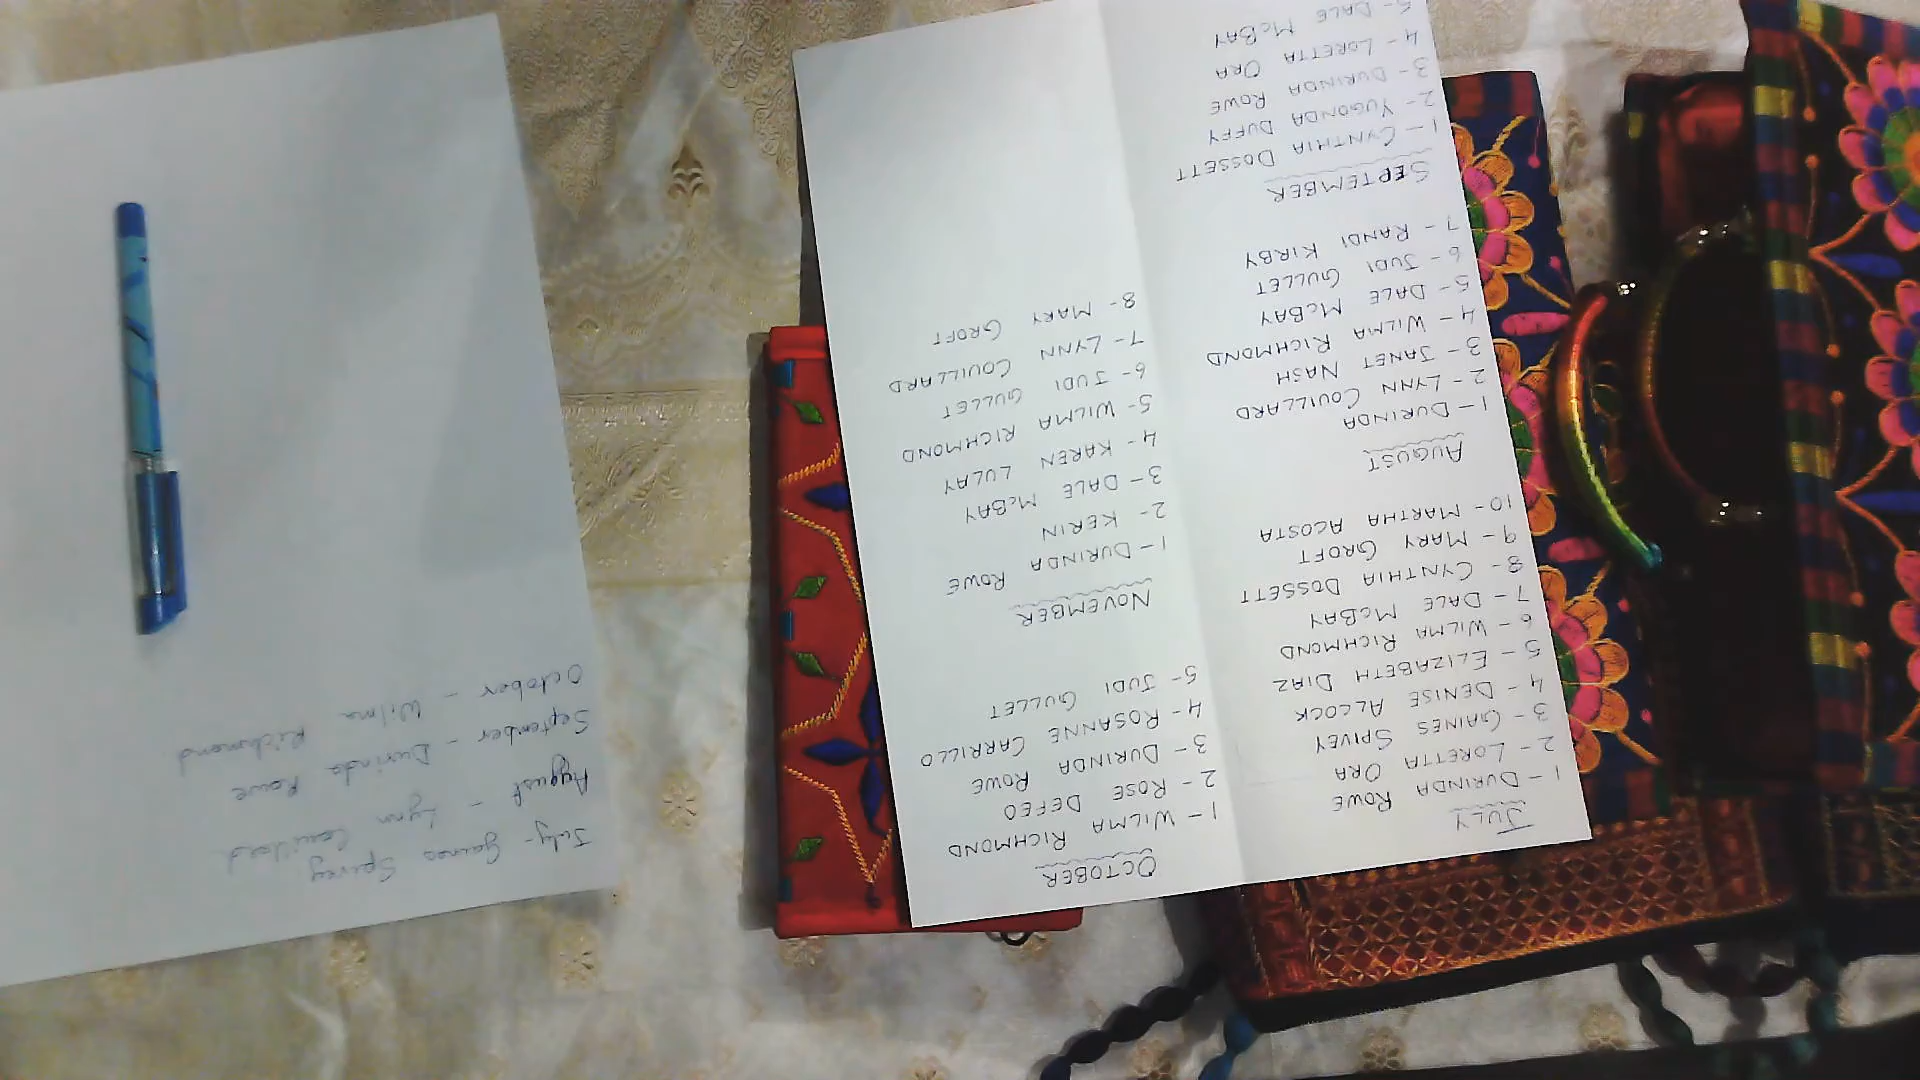 JULY
1 - DURINDA ROWE
2 - LORETTA ORA
3 - GAINES SPIVEY
4 - DENISE ALCOCK
5 - ELIZABETH DIAZ
6 - WILMA RICHMOND
7 - DALE McBAY
8 - CYNTHIA DOSSETT
9 - MARY GROFT
10 - MARTHA ACOSTA
AUGUST
1 - DURINDA
2 - LYNN COUILLARD
3 - JANET NASH
4 - WILMA RICHMOND
5 - DALE McBAY
6 - JUDI GULLET
7 - RANDI KIRBY
SEPTEMBER
1 - CYNTHIA DOSSETT
2 - YUGONDA DUFFY
3 - DURINDA ROWE
4 - LORETTA ORA
5 - DALE McBAY
OCTOBER
1 - WILMA RICHMOND
2 - ROSE DEFEO
3 - DURINDA ROWE
4 - ROSANNE CARRILLO
5 - JUDI GULLET
NOVEMBER
1 - DURINDA ROWE
2 - KERIN
3 - DALE McBAY
4 - KAREN LULAY
5 - WILMA RICHMOND
6 - JUDI GULLET
7 - LYNN COUILLARD
8 - MARY GROFT
July - Gaines Spivey
August - Lynn Couillard
September - Durinda Rowe
October - Wilma Richmond